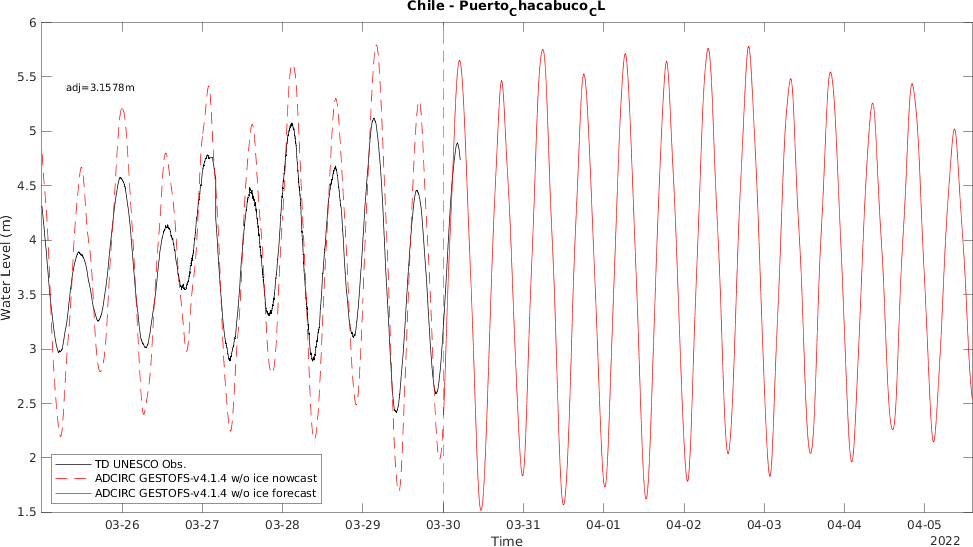 Chile - PuertoChacabucoCL
6
5.5
5
4.5
4
3.5
3
2.5
2
1.5
Water Level (m)
adj=3.1578m
TD UNESCO Obs.
ADCIRC GESTOFS-v4.1.4 w/o ice nowcast
ADCIRC GESTOFS-v4.1.4 w/o ice forecast
03-26 03-27 03-28 03-29 03-30 03-31 04-01 04-02 04-03 04-04 04-05
Time
2022